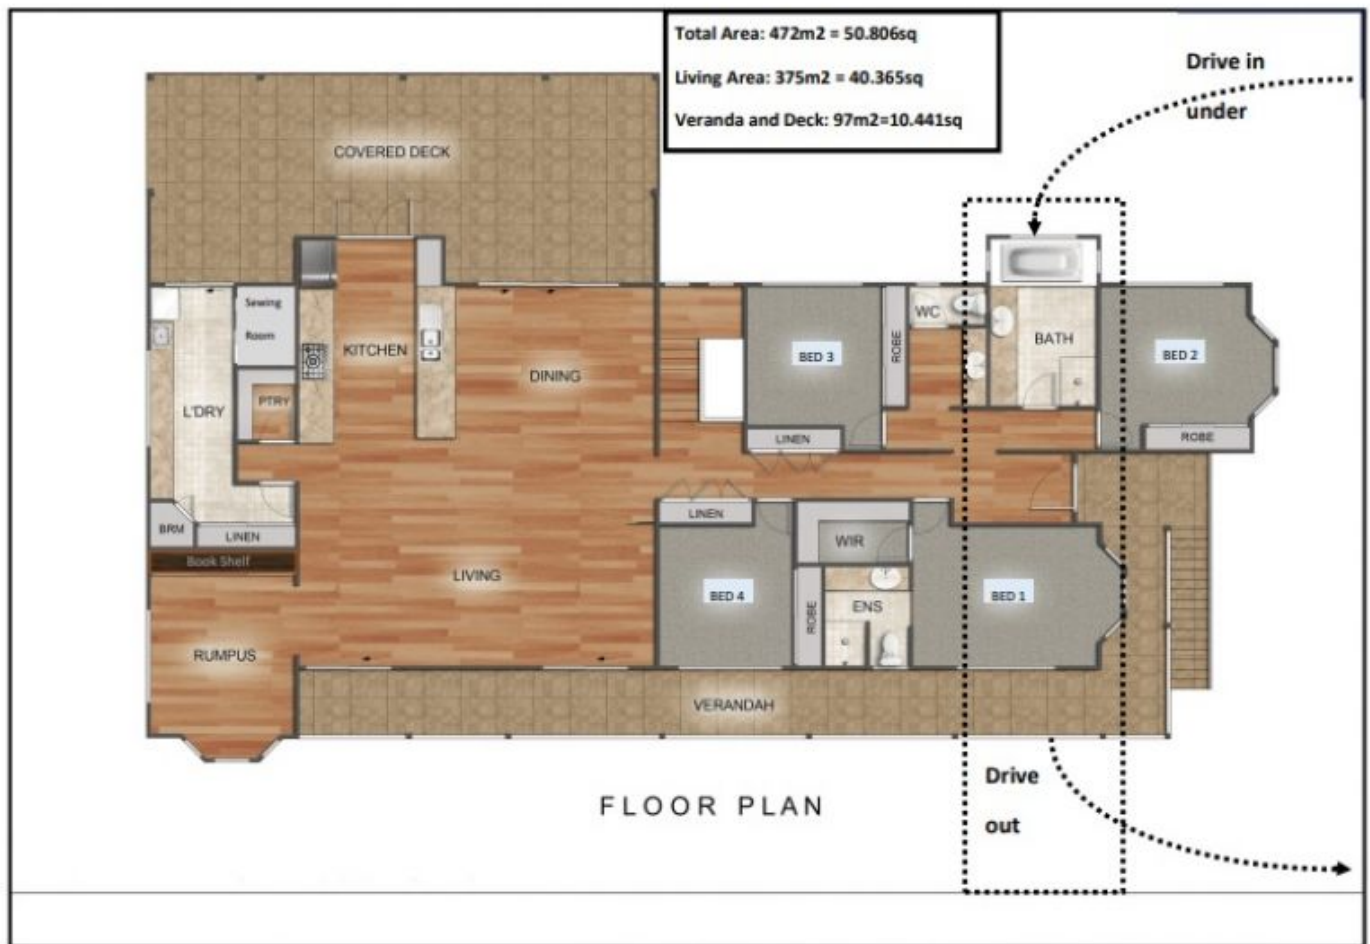 Total Area: 472m2 = 50.806sq
Living Area: 375m2 = 40.365sq
Veranda and Deck: 97m2=10.441sq
Drive in
under
COVERED DECK
Sewing
Room
KITCHEN
DINING
L'DRY
PTRY
BED 3
ROBE
WC
BATH
BED 2
LINEN
ROBE
BRM
LINEN
Book Shelf
LINEN
WIR
LIVING
BED 4
ROBE
ENS
BED 1
RUMPUS
VERANDAH
Drive
out
FLOOR PLAN